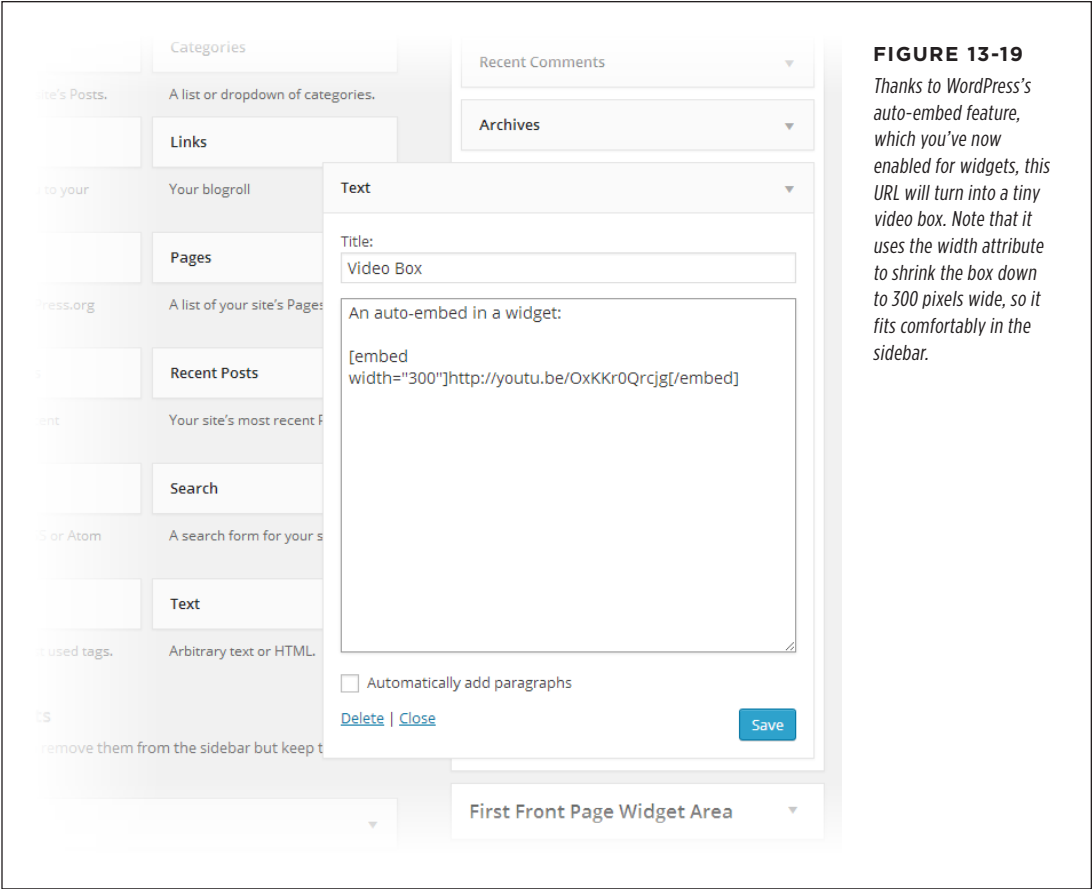 Categories
Recent Comments
FIGURE 13-19
Thanks to WordPress's
auto-embed feature,
which you've now
enabled for widgets, this
URL will turn into a tiny
video box. Note that it
uses the width attribute
to shrink the box down
to 300 pixels wide, so it
fits comfortably in the
sidebar.
site's Posts.
A list or dropdown of categories.
Archives
Links
to your
Your blogroll
Text
Title:
Video Box
Pages
An auto-embed in a widget:
[embed
width="300"]http://youtu.be/OxKKr0Qrcjg[/embed]
A list of your site's Pages
Recent Posts
Your site's most recent
Search
or Atom
A search form for your
Text
used tags.
Arbitrary text or HTML.
Automatically add paragraphs
Delete | Close
Save
remove them from the sidebar but keep
First Front Page Widget Area